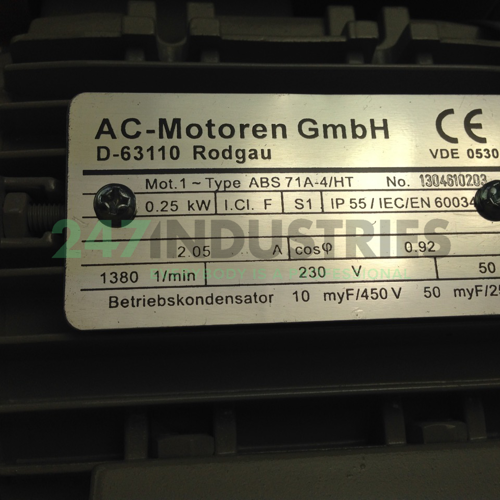 AC-Motoren GmbH CE
D-63110 Rodgau VDE 0530
Mot.1 ~ Type ABS 71A-4/HT No. 1304610203
0.25 kW I.Cl. F S1 IP 55 / IEC/EN 60034
247INDUSTRIES
2.05 A cosφ 0.92
1380 1/min 230 V 50
Betriebskondensator 10 myF/450 V 50 myF/25